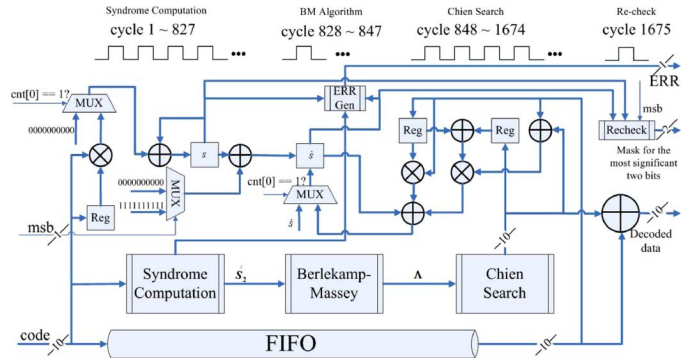 Syndrome Computation
BM Algorithm
Chien Search
Re-check
cycle 1 ~ 827
cycle 828 ~ 847
cycle 848 ~ 1674
cycle 1675
ERR
cnt[0] == 1?
MUX
ERR
Gen
msb
0000000000
Reg
Reg
Recheck
2
s
ŝ
Mask for the
most significant
two bits
0000000000
MUX
cnt[0] == 1?
1111111111
MUX
Reg
msb
1
ŝ
10
Decoded
data
10
Syndrome
Computation
Berlekamp-
Massey
Λ
Chien
Search
code
10
FIFO
10